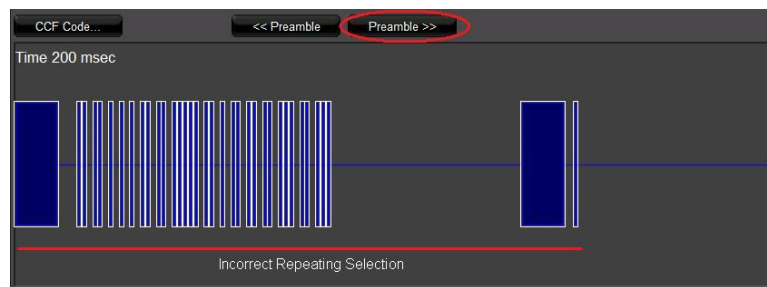 CCF Code... << Preamble Preamble >>
Time 200 msec
Incorrect Repeating Selection